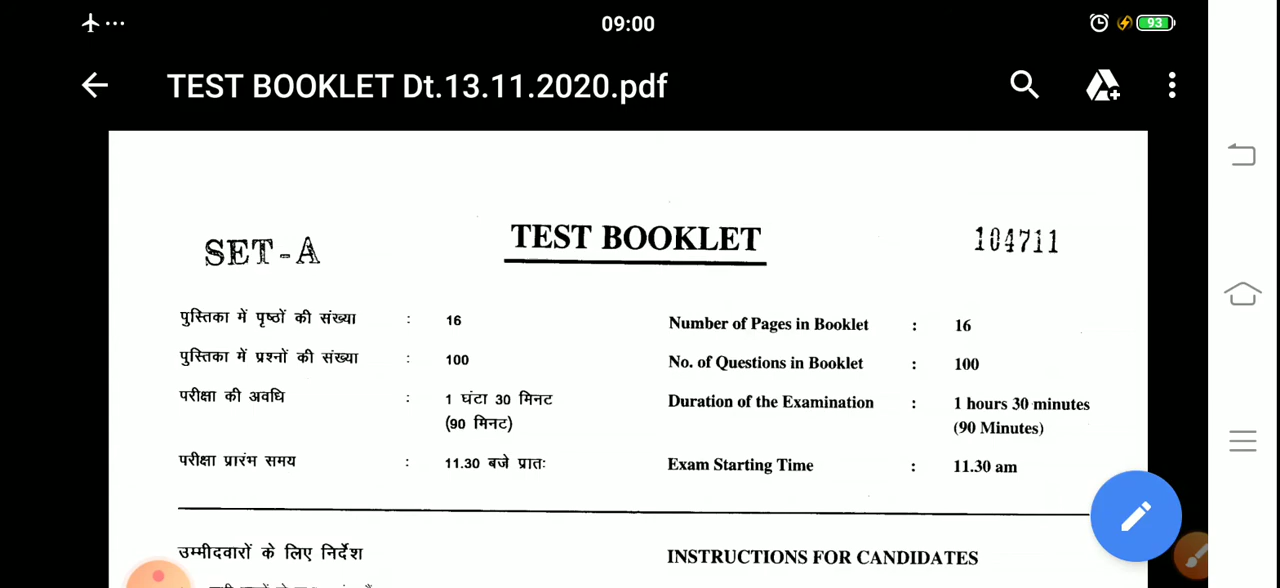 09:00
93
TEST BOOKLET Dt.13.11.2020.pdf
SET-A
TEST BOOKLET
104711
पुस्तिका में पृष्ठों की संख्या : 16
Number of Pages in Booklet : 16
पुस्तिका में प्रश्नों की संख्या : 100
No. of Questions in Booklet : 100
परीक्षा की अवधि : 1 घंटा 30 मिनट
(90 मिनट)
Duration of the Examination : 1 hours 30 minutes
(90 Minutes)
परीक्षा प्रारंभ समय : 11.30 बजे प्रातः
Exam Starting Time : 11.30 am
उम्मीदवारों के लिए निर्देश
INSTRUCTIONS FOR CANDIDATES